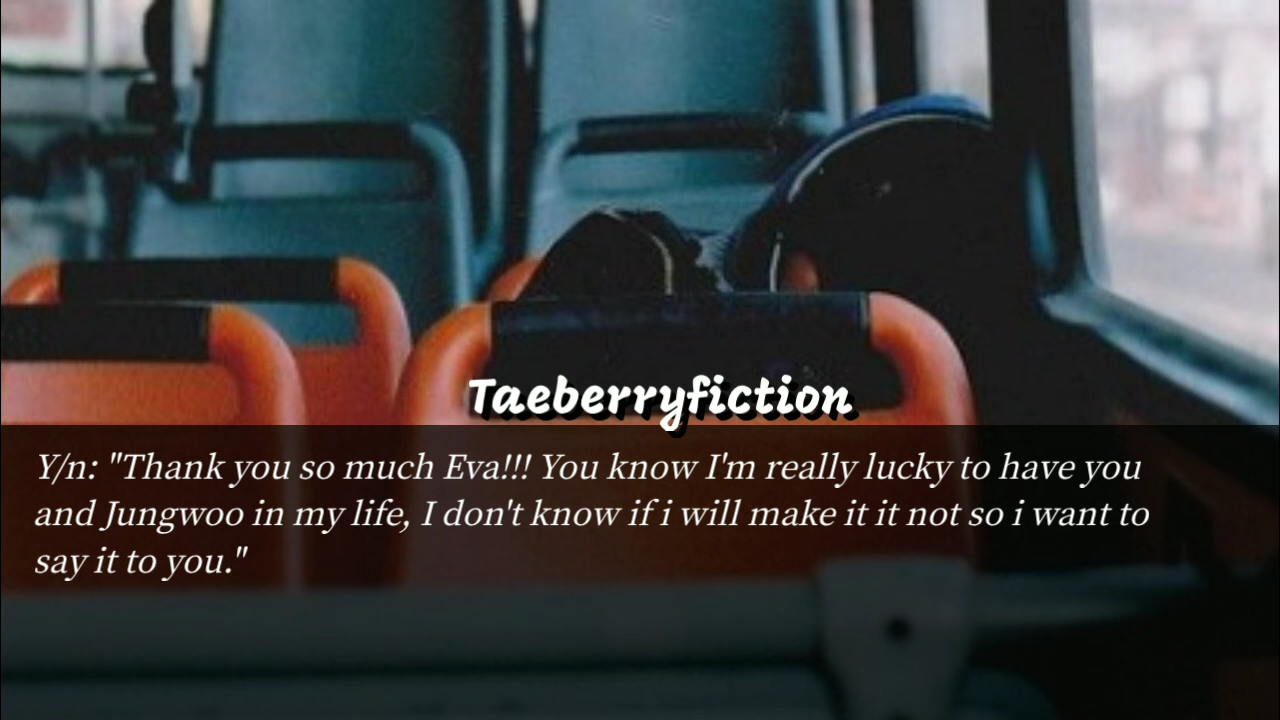 Taeberryfiction
Y/n: "Thank you so much Eva!!! You know I'm really lucky to have you
and Jungwoo in my life, I don't know if i will make it it not so i want to
say it to you."